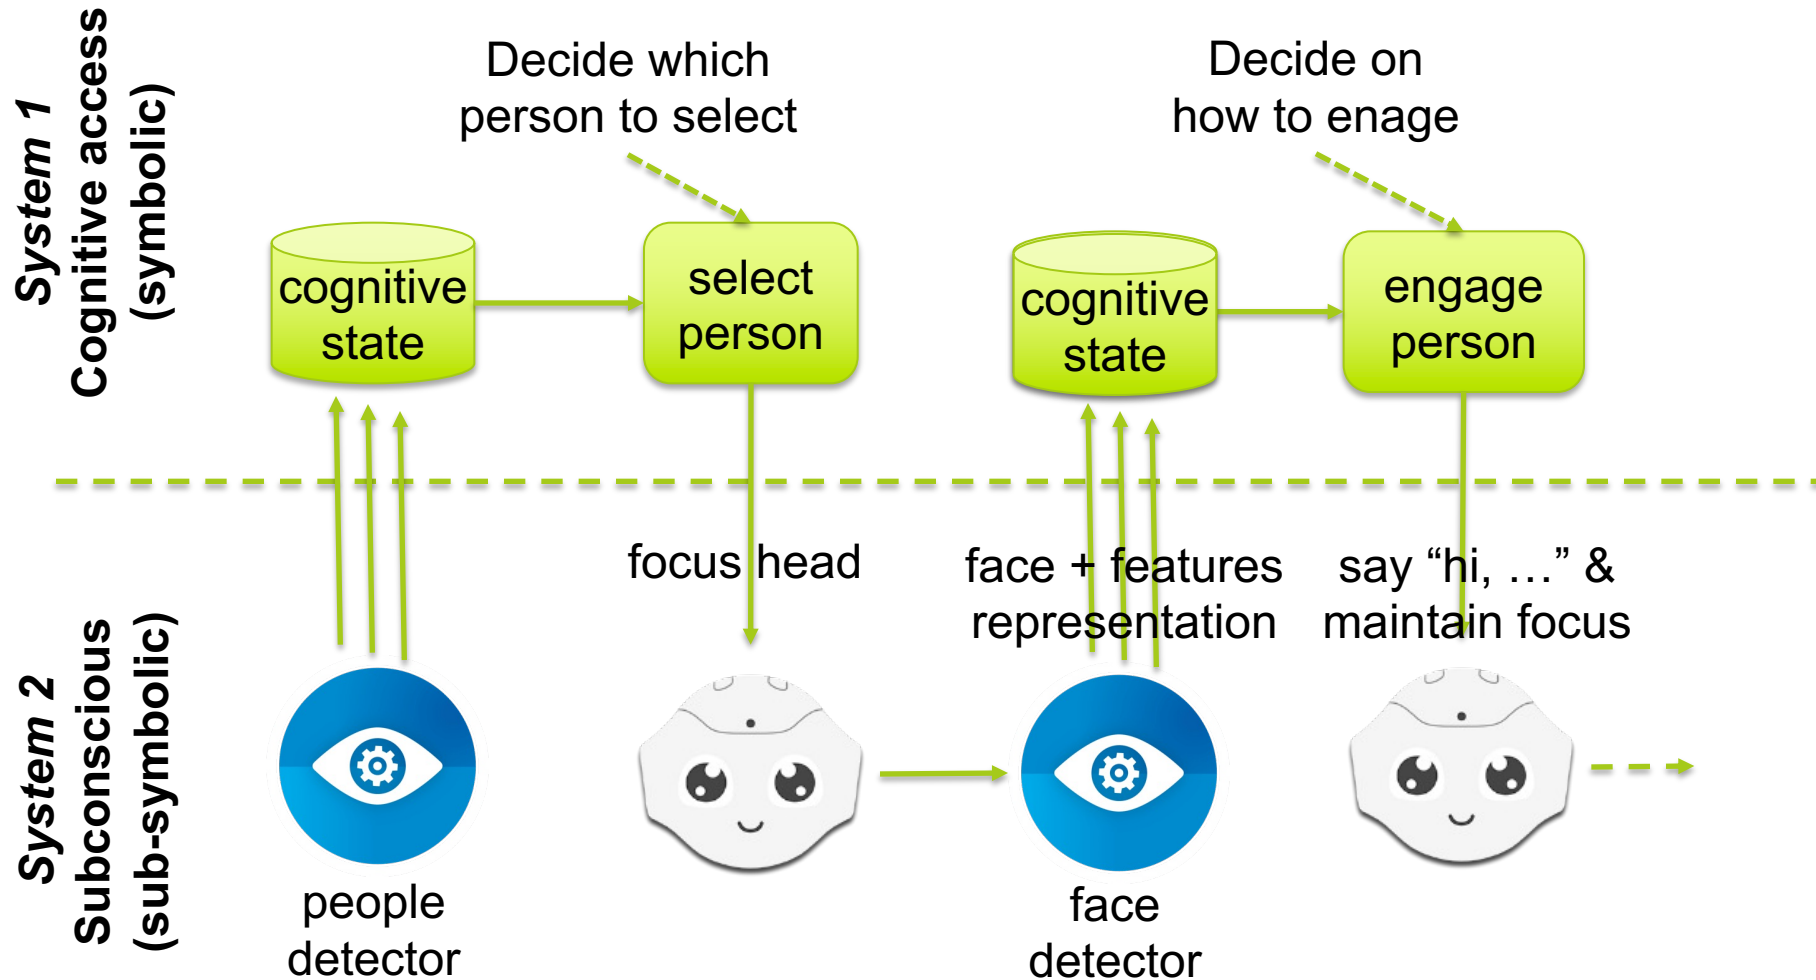 System 1
Cognitive access
(symbolic)
Decide which
person to select
Decide on
how to enage
cognitive
state
select
person
cognitive
state
engage
person
System 2
Subconscious
(sub-symbolic)
focus head
face + features
representation
say “hi, …” &
maintain focus
people
detector
face
detector